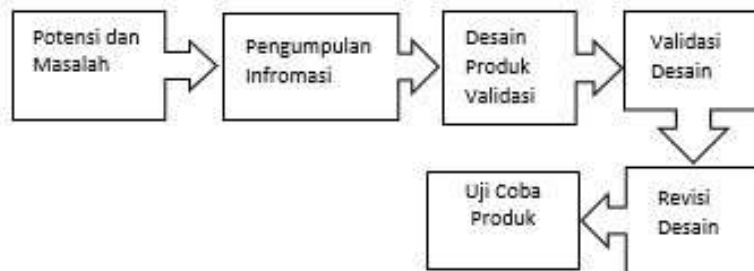 Potensi dan
Masalah
Pengumpulan
Infromasi
Desain
Produk
Validasi
Validasi
Desain
Revisi
Desain
Uji Coba
Produk